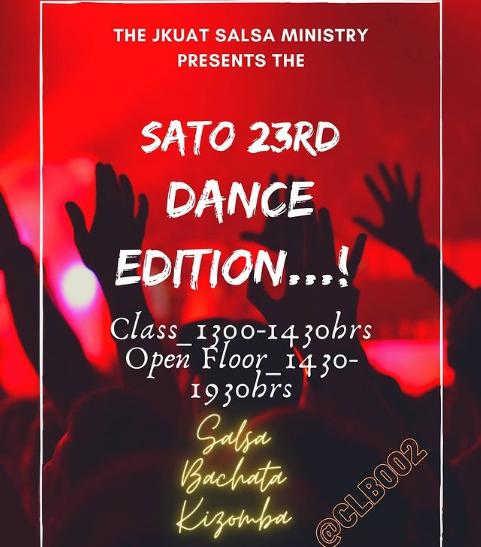 THE JKUAT SALSA MINISTRY
PRESENTS THE
SATO 23RD
DANCE
EDITION...!
Class_1300-1430hrs
Open Floor_1430-
1930hrs
Salsa
Bachata
Kizomba
@CLB002